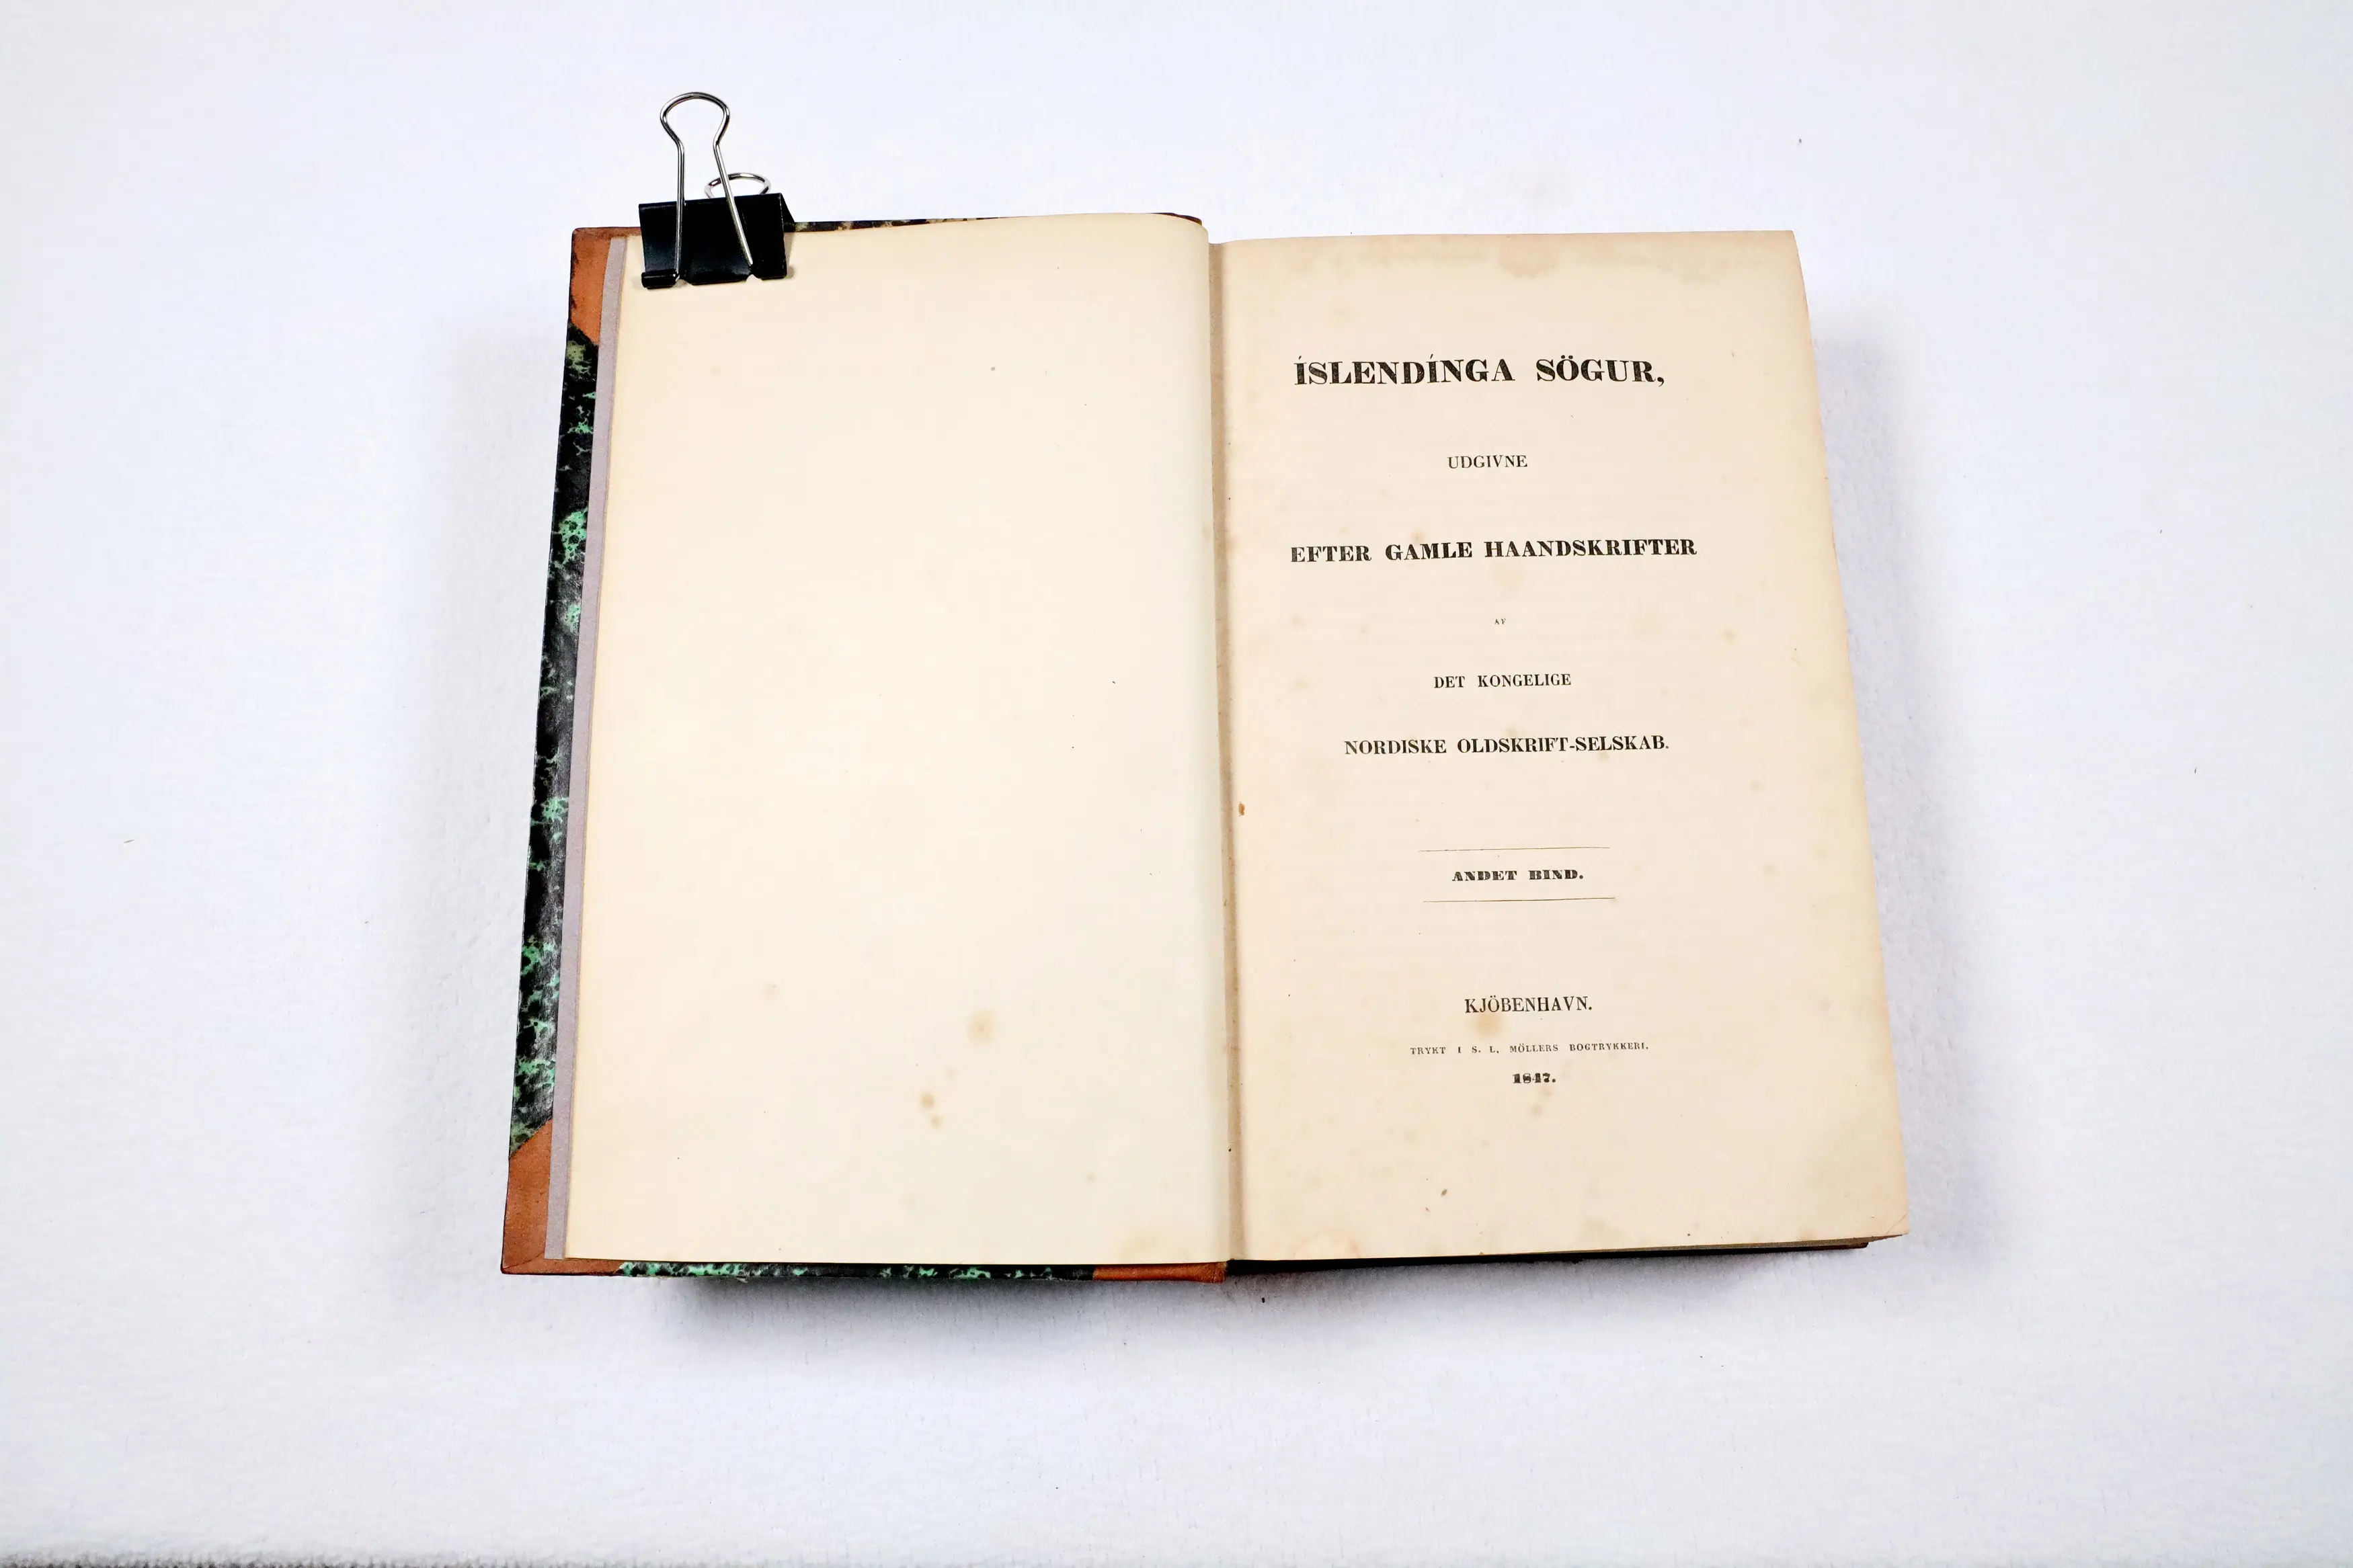 ÍSLENDÍNGA SÖGUR,
UDGIVNE
EFTER GAMLE HAANDSKRIFTER
AF
DET KONGELIGE
NORDISKE OLDSKRIFT-SELSKAB.
ANDET BIND.
KJÖBENHAVN.
TRYKT I S. L. MÖLLERS BOGTRYKKERI.
1847.